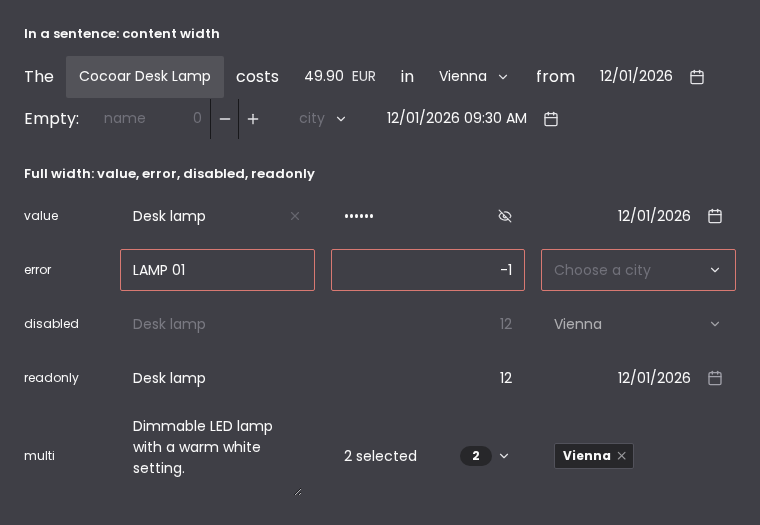 In a sentence: content width
The Cocoar Desk Lamp costs 49.90 EUR in Vienna from 12/01/2026
Empty: name 0 city 12/01/2026 09:30 AM
Full width: value, error, disabled, readonly
value Desk lamp •••••• 12/01/2026
error LAMP 01 -1 Choose a city
disabled Desk lamp 12 Vienna
readonly Desk lamp 12 12/01/2026
multi Dimmable LED lamp
with a warm white
setting.
2 selected 2 Vienna